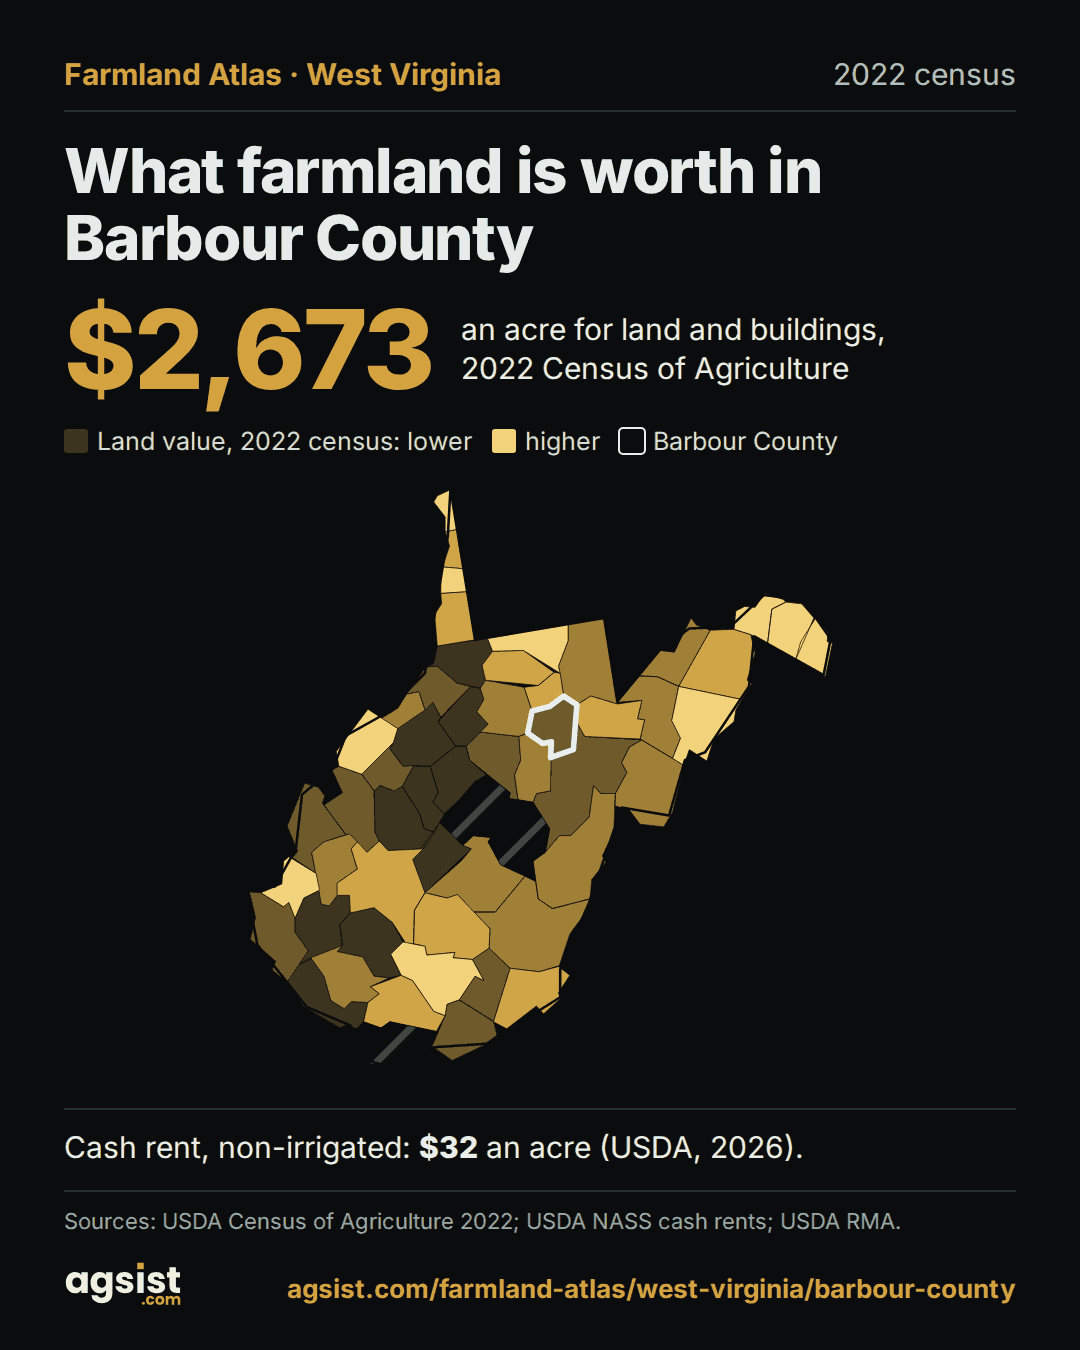 Farmland Atlas · West Virginia
2022 census
What farmland is worth in
Barbour County
$2,673
an acre for land and buildings,
2022 Census of Agriculture
Land value, 2022 census: lower
higher
Barbour County
Cash rent, non-irrigated: $32 an acre (USDA, 2026).
Sources: USDA Census of Agriculture 2022; USDA NASS cash rents; USDA RMA.
agsist
.com
agsist.com/farmland-atlas/west-virginia/barbour-county